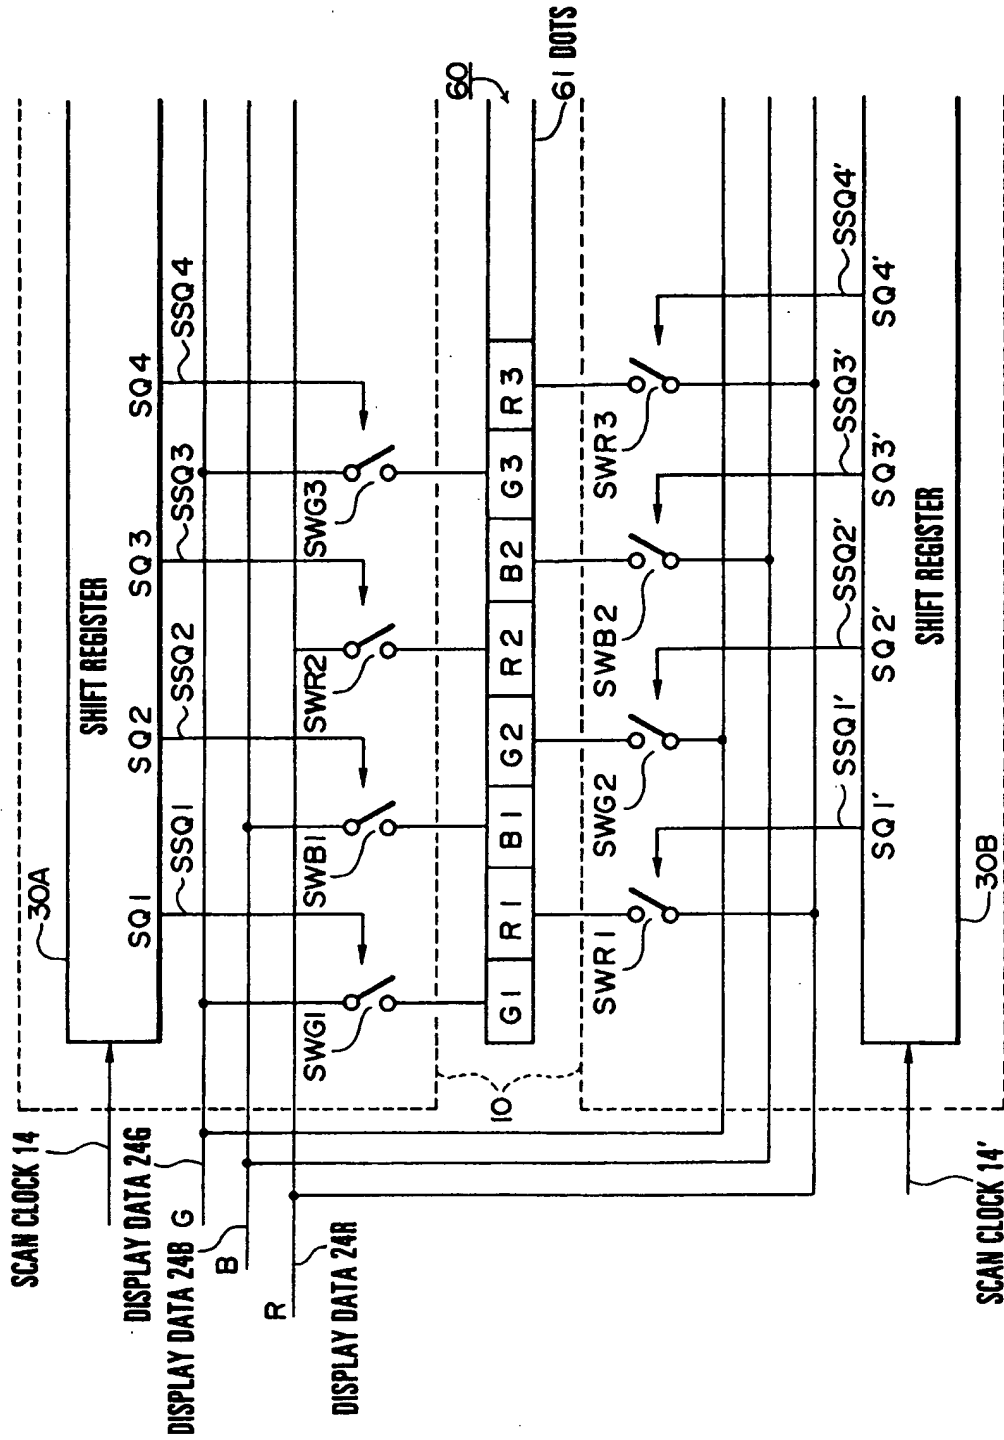 30A
SHIFT REGISTER
SCAN CLOCK 14
SQ1
SQ2
SQ3
SQ4
SSQ1
SSQ2
SSQ3
SSQ4
DISPLAY DATA 24G
G
DISPLAY DATA 24B
B
R
DISPLAY DATA 24R
SWG1
SWB1
SWR2
SWG3
60
10
G1 R1 B1 G2 R2 B2 G3 R3
61 DOTS
SWR1
SWG2
SWB2
SWR3
SSQ1'
SSQ2'
SSQ3'
SSQ4'
SQ1'
SQ2'
SQ3'
SQ4'
SCAN CLOCK 14'
SHIFT REGISTER
30B